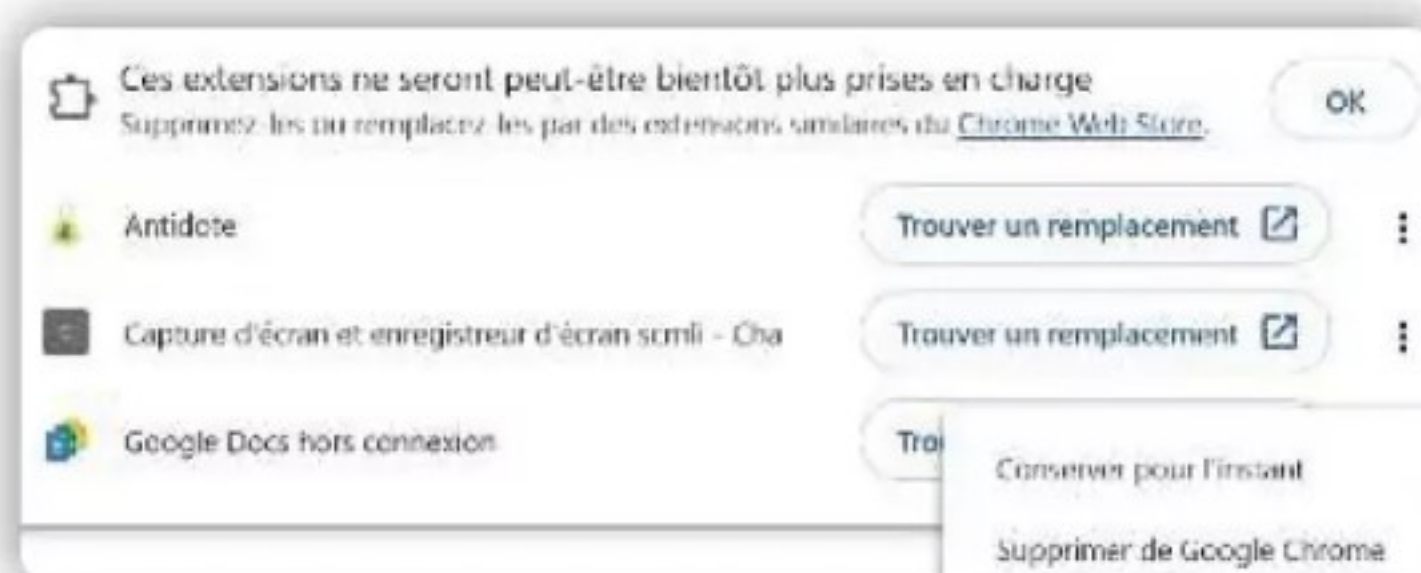 Ces extensions ne seront peut-être bientôt plus prises en charge
OK
Supprimez-les ou remplacez-les par des extensions similaires du Chrome Web Store.
Antidote
Trouver un remplacement
Capture d'écran et enregistreur d'écran scrnli - Cha
Trouver un remplacement
Google Docs hors connexion
Tro
Conserver pour l'instant
Supprimer de Google Chrome